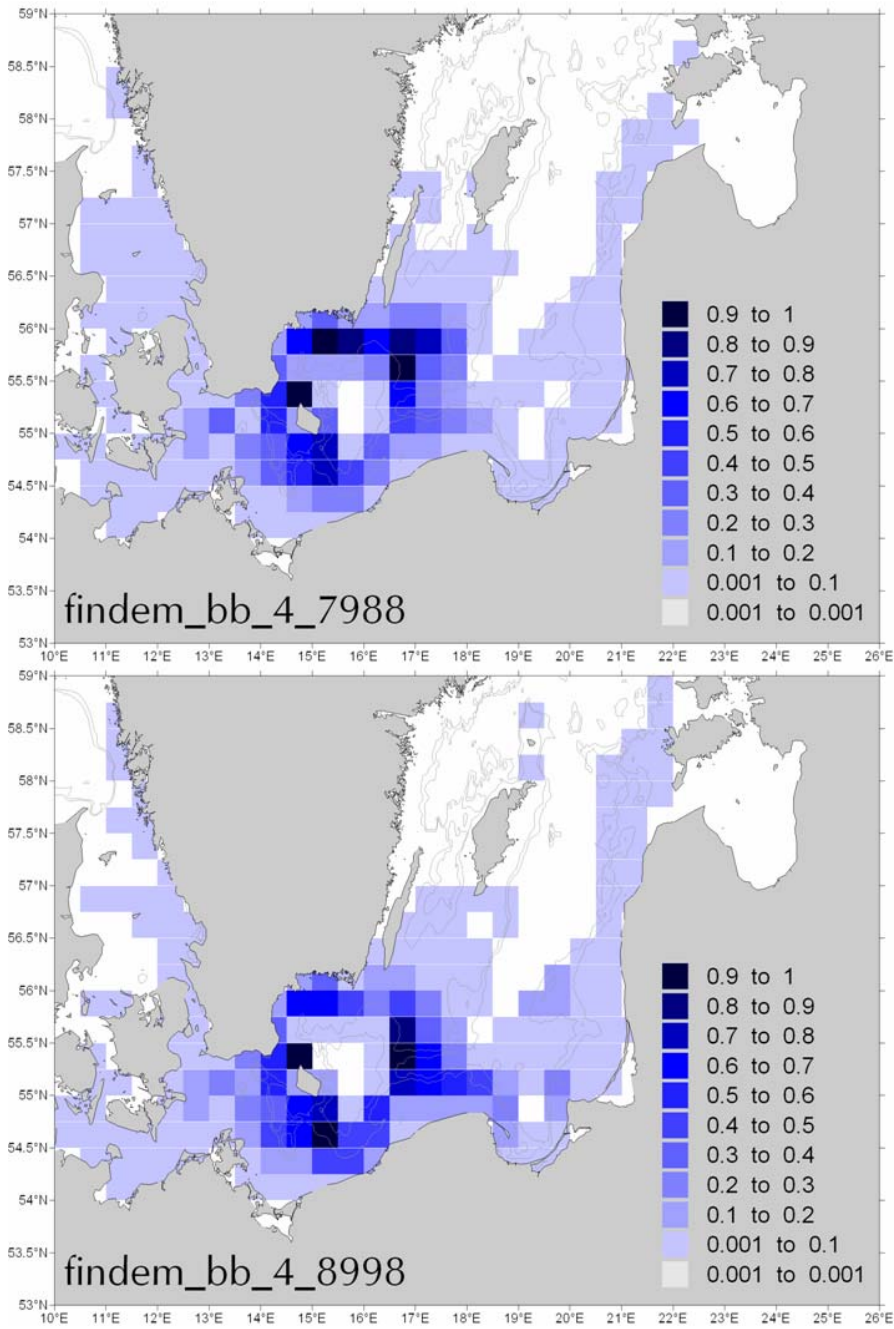 59°N
58.5°N
58°N
57.5°N
57°N
56.5°N
56°N
55.5°N
55°N
54.5°N
54°N
53.5°N
53°N
0.9 to 1
0.8 to 0.9
0.7 to 0.8
0.6 to 0.7
0.5 to 0.6
0.4 to 0.5
0.3 to 0.4
0.2 to 0.3
0.1 to 0.2
0.001 to 0.1
0.001 to 0.001
findem_bb_4_7988
10°E 11°E 12°E 13°E 14°E 15°E 16°E 17°E 18°E 19°E 20°E 21°E 22°E 23°E 24°E 25°E 26°E
59°N
58.5°N
58°N
57.5°N
57°N
56.5°N
56°N
55.5°N
55°N
54.5°N
54°N
53.5°N
53°N
0.9 to 1
0.8 to 0.9
0.7 to 0.8
0.6 to 0.7
0.5 to 0.6
0.4 to 0.5
0.3 to 0.4
0.2 to 0.3
0.1 to 0.2
0.001 to 0.1
0.001 to 0.001
findem_bb_4_8998
10°E 11°E 12°E 13°E 14°E 15°E 16°E 17°E 18°E 19°E 20°E 21°E 22°E 23°E 24°E 25°E 26°E